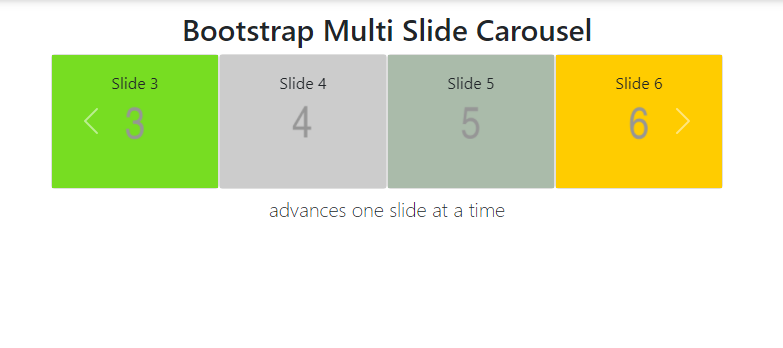 Bootstrap Multi Slide Carousel
Slide 3 Slide 4 Slide 5 Slide 6
3 4 5 6
advances one slide at a time